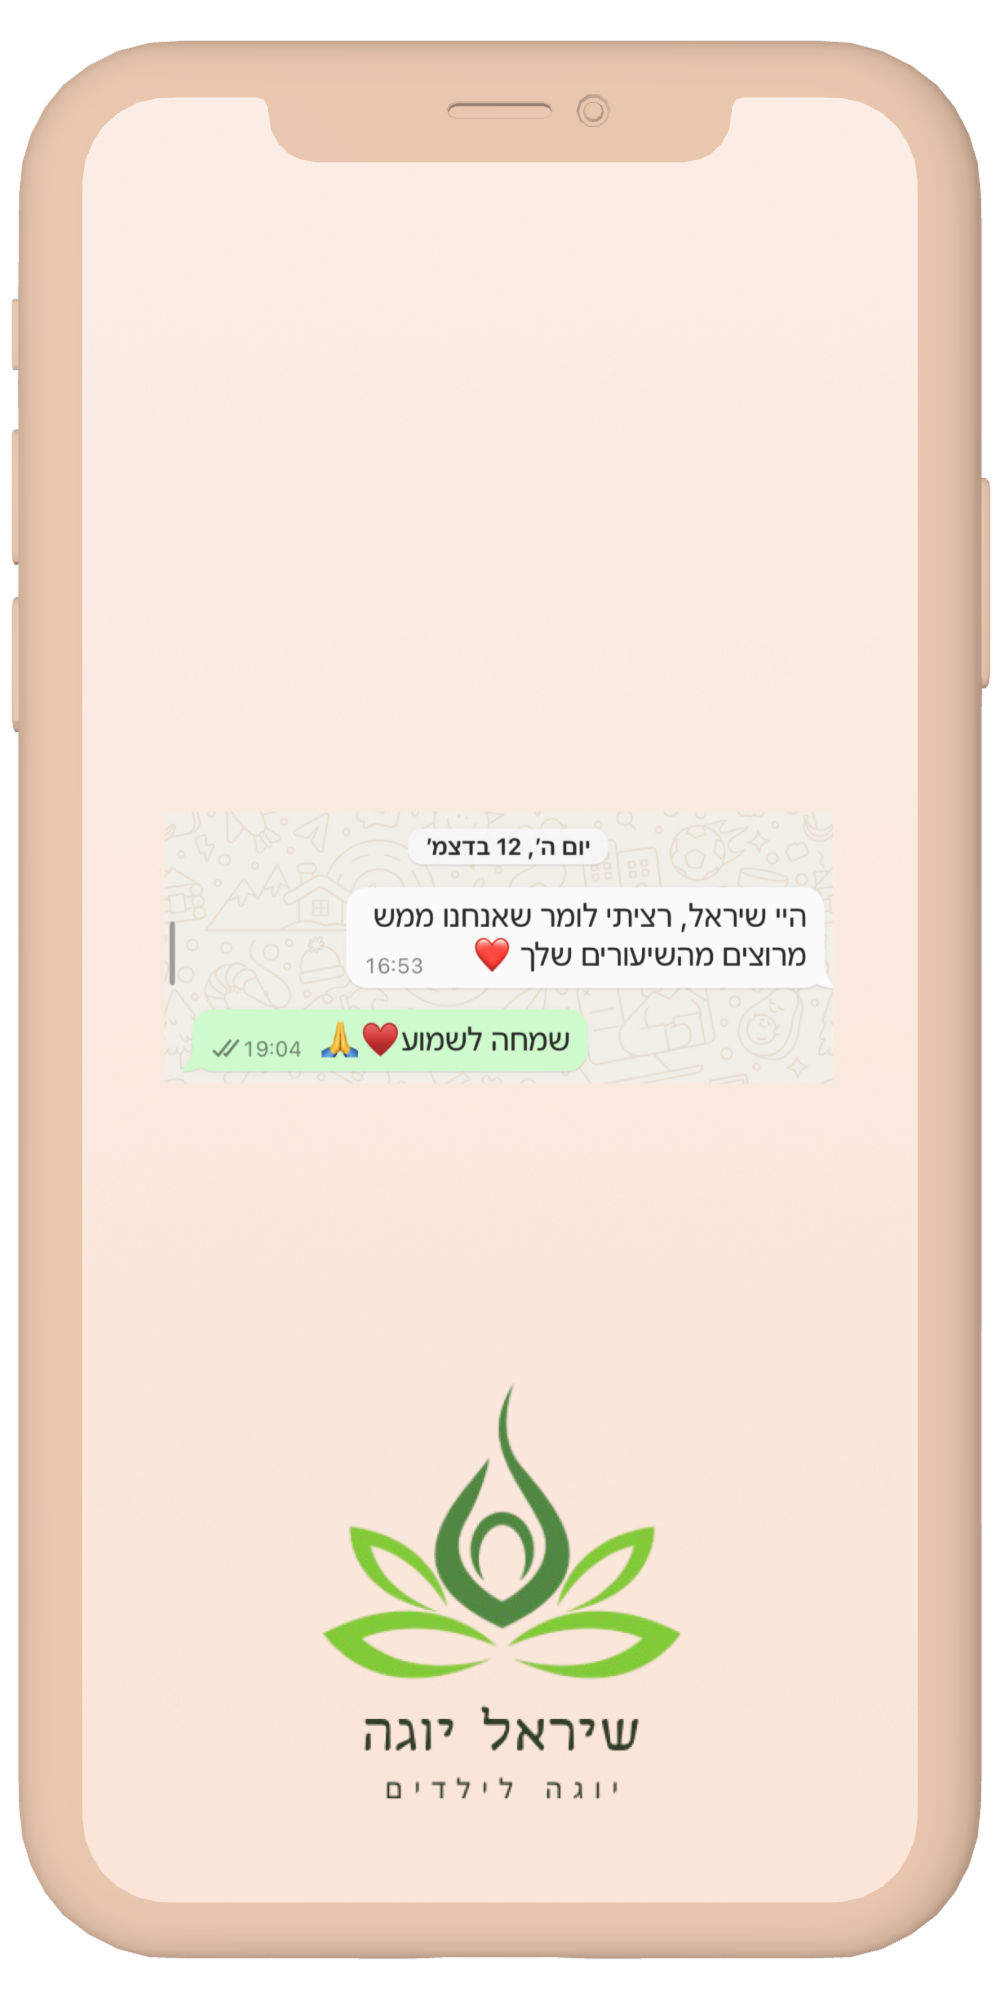 יום ה׳, 12 בדצמ׳
היי שיראל, רציתי לומר שאנחנו ממש
מרוצים מהשיעורים שלך ❤️
16:53
שמחה לשמוע❤️🙏
19:04
שיראל יוגה
יוגה לילדים